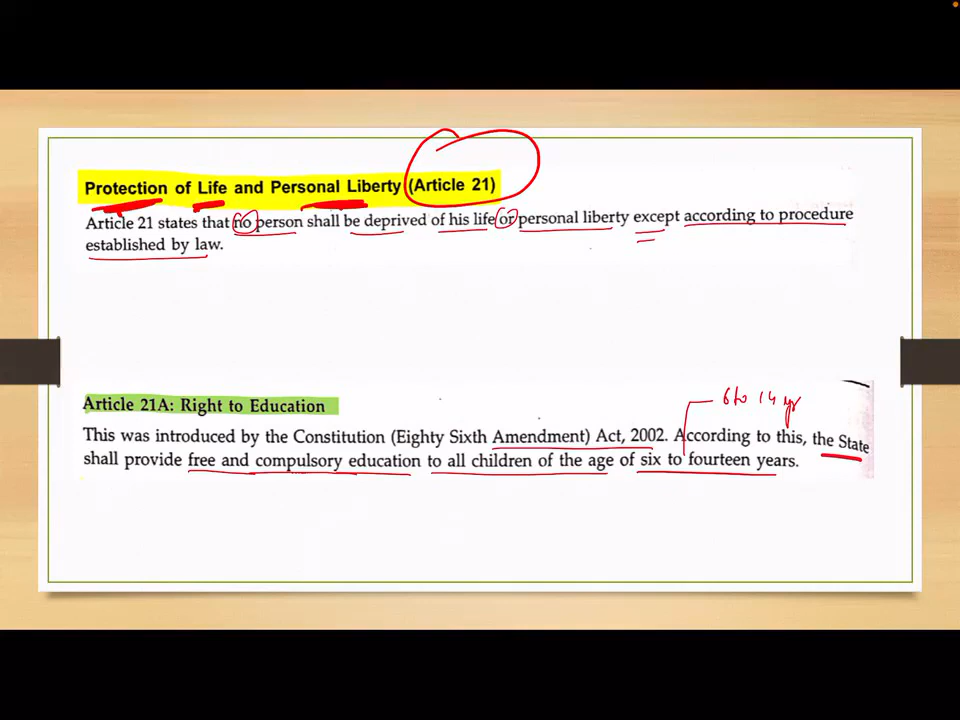 Protection of Life and Personal Liberty (Article 21)
Article 21 states that no person shall be deprived of his life or personal liberty except according to procedure
established by law.
6 to 14 yr
Article 21A: Right to Education
This was introduced by the Constitution (Eighty Sixth Amendment) Act, 2002. According to this, the State
shall provide free and compulsory education to all children of the age of six to fourteen years.